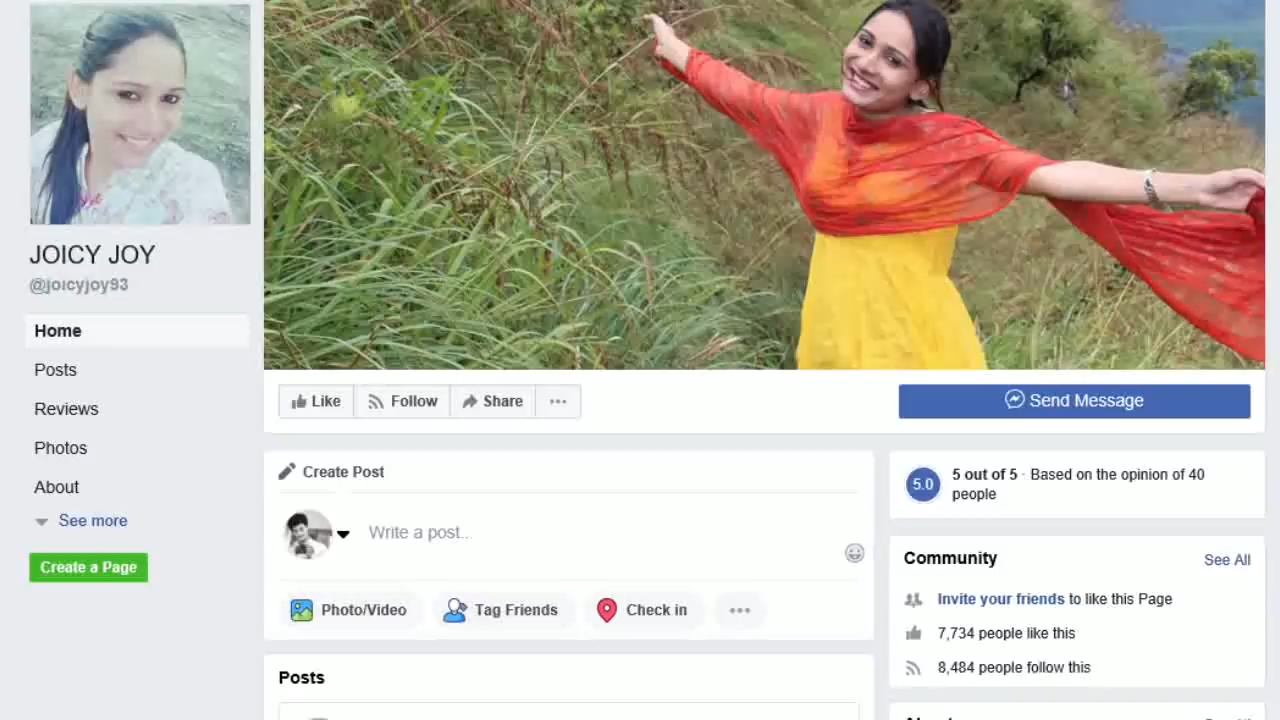 JOICY JOY
@joicyjoy93
Home
Posts
Reviews
Photos
About
See more
Create a Page
Like
Follow
Share
Send Message
Create Post
Write a post..
Photo/Video
Tag Friends
Check in
Posts
5.0
5 out of 5 · Based on the opinion of 40
people
Community
See All
Invite your friends to like this Page
7,734 people like this
8,484 people follow this